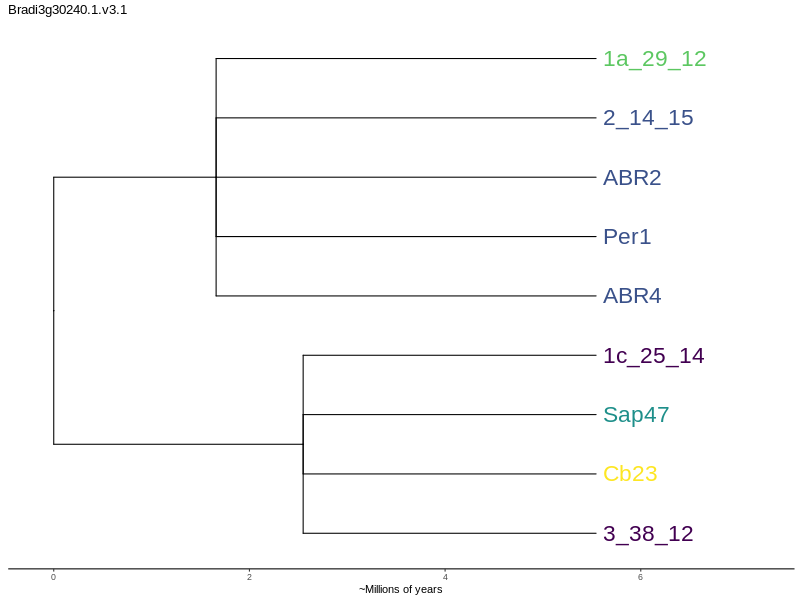 Bradi3g30240.1.v3.1
1a_29_12
2_14_15
ABR2
Per1
ABR4
1c_25_14
Sap47
Cb23
3_38_12
0 2 4 6
~Millions of years